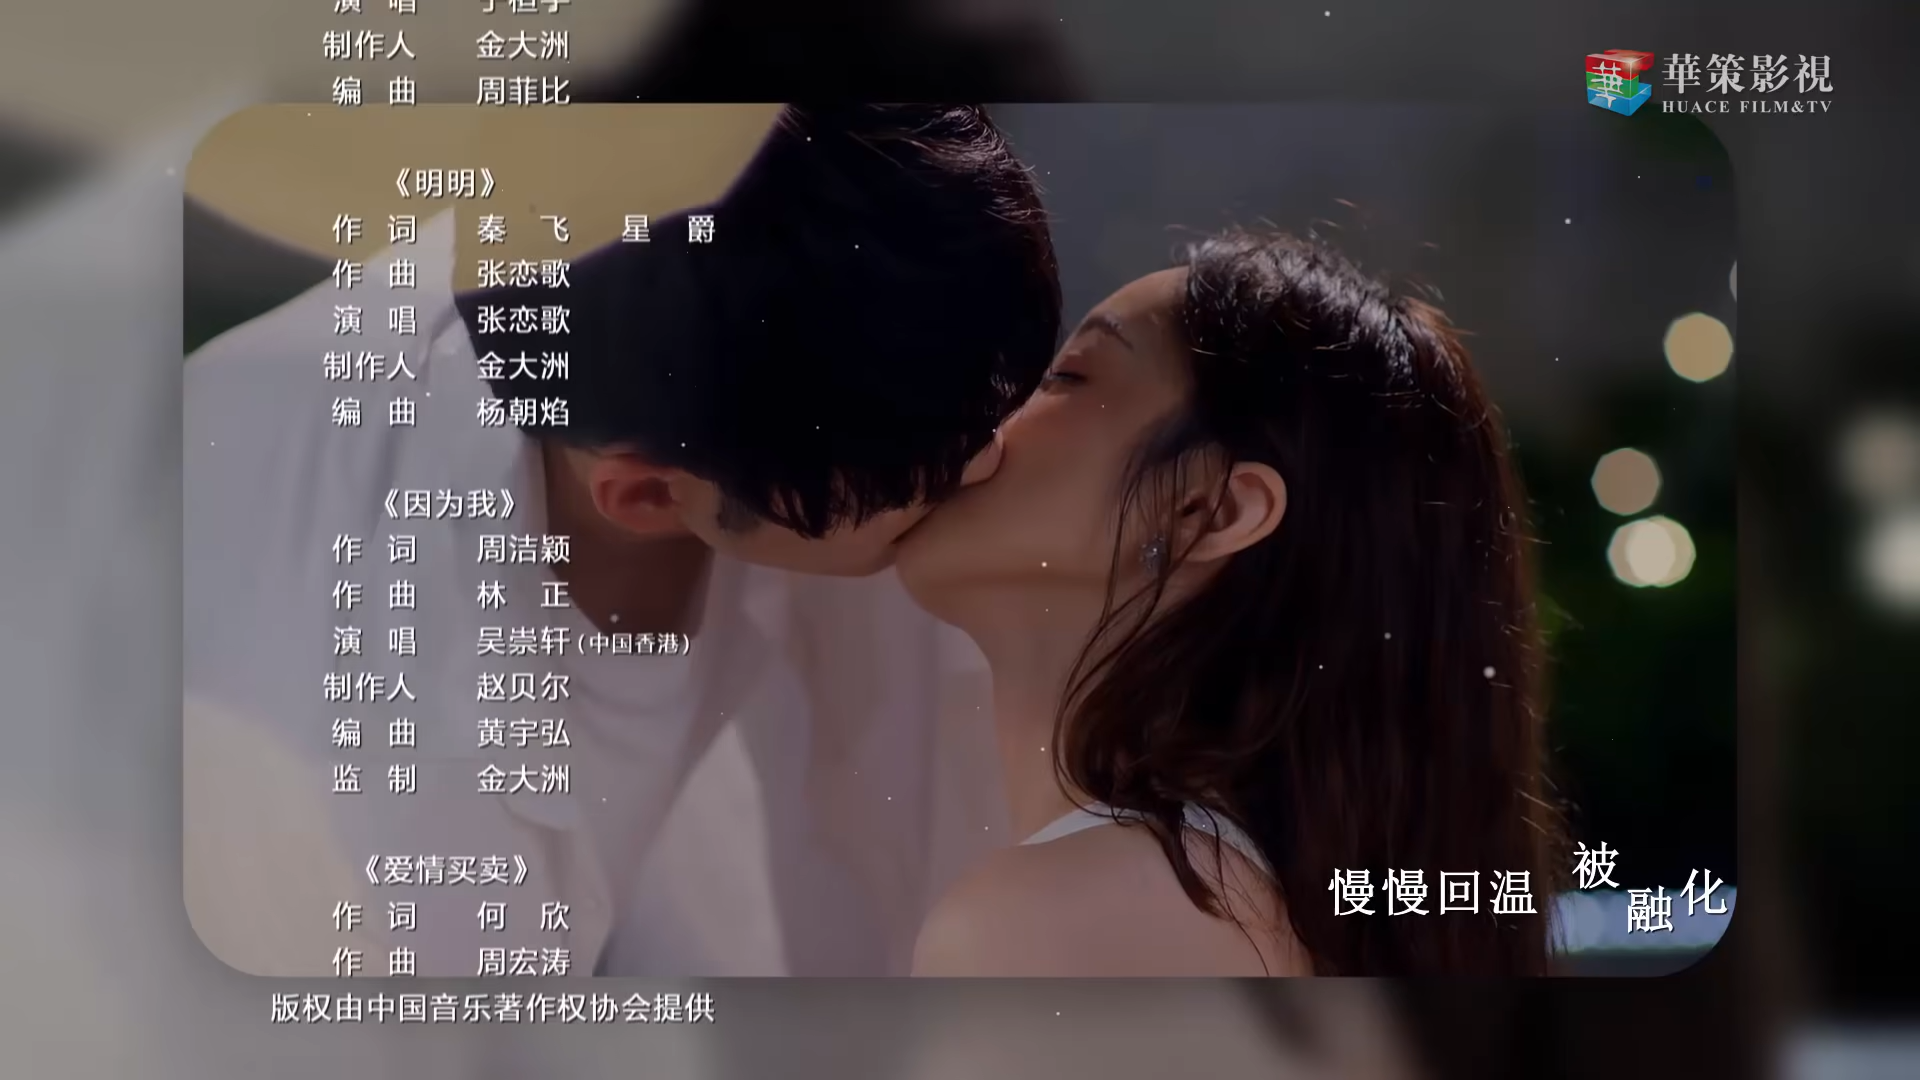 制作人 金大洲
编 曲 周菲比
華策影視
HUACE FILM&TV
《明明》
作 词 秦 飞 星 爵
作 曲 张恋歌
演 唱 张恋歌
制作人 金大洲
编 曲 杨朝焰
《因为我》
作 词 周洁颖
作 曲 林 正
演 唱 吴崇轩(中国香港)
制作人 赵贝尔
编 曲 黄宇弘
监 制 金大洲
《爱情买卖》
作 词 何 欣
作 曲 周宏涛
版权由中国音乐著作权协会提供
慢慢回温 被融化